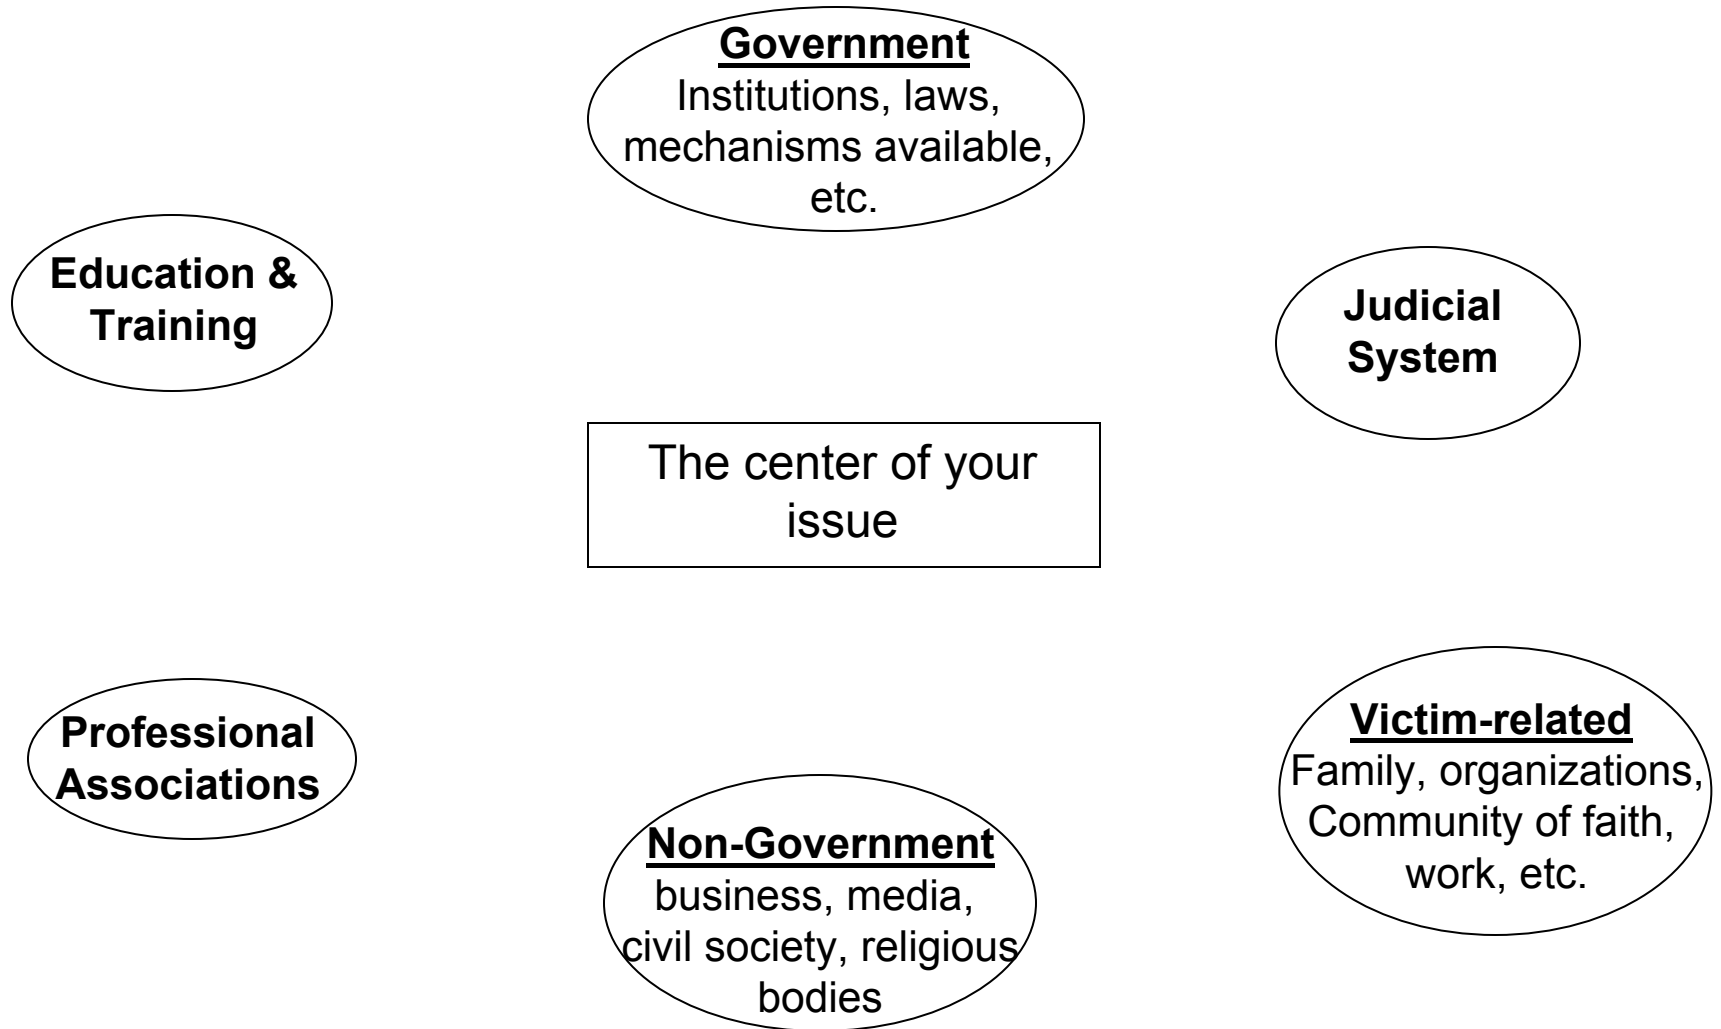 Government
Institutions, laws,
mechanisms available,
etc.
Education &
Training
Judicial
System
The center of your
issue
Professional
Associations
Victim-related
Family, organizations,
Community of faith,
work, etc.
Non-Government
business, media,
civil society, religious
bodies